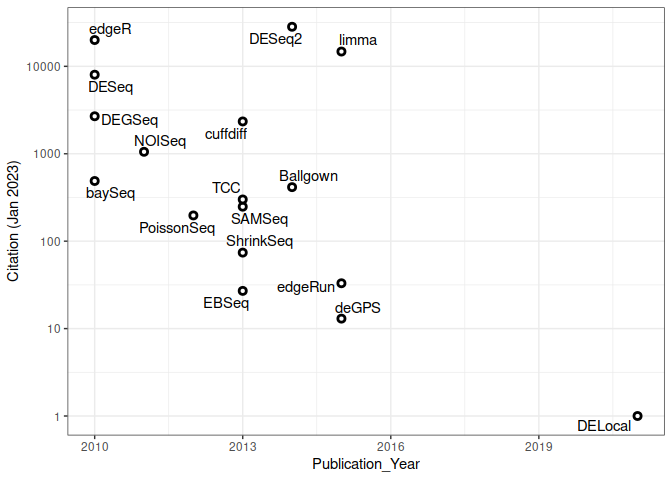 edgeR
DESeq2
limma
10000
DESeq
DEGSeq
cuffdiff
NOISeq
1000
Ballgown
TCC
baySeq
SAMSeq
PoissonSeq
ShrinkSeq
100
edgeRun
EBSeq
deGPS
10
DELocal
1
2010
2013
2016
2019
Publication_Year
Citation (Jan 2023)